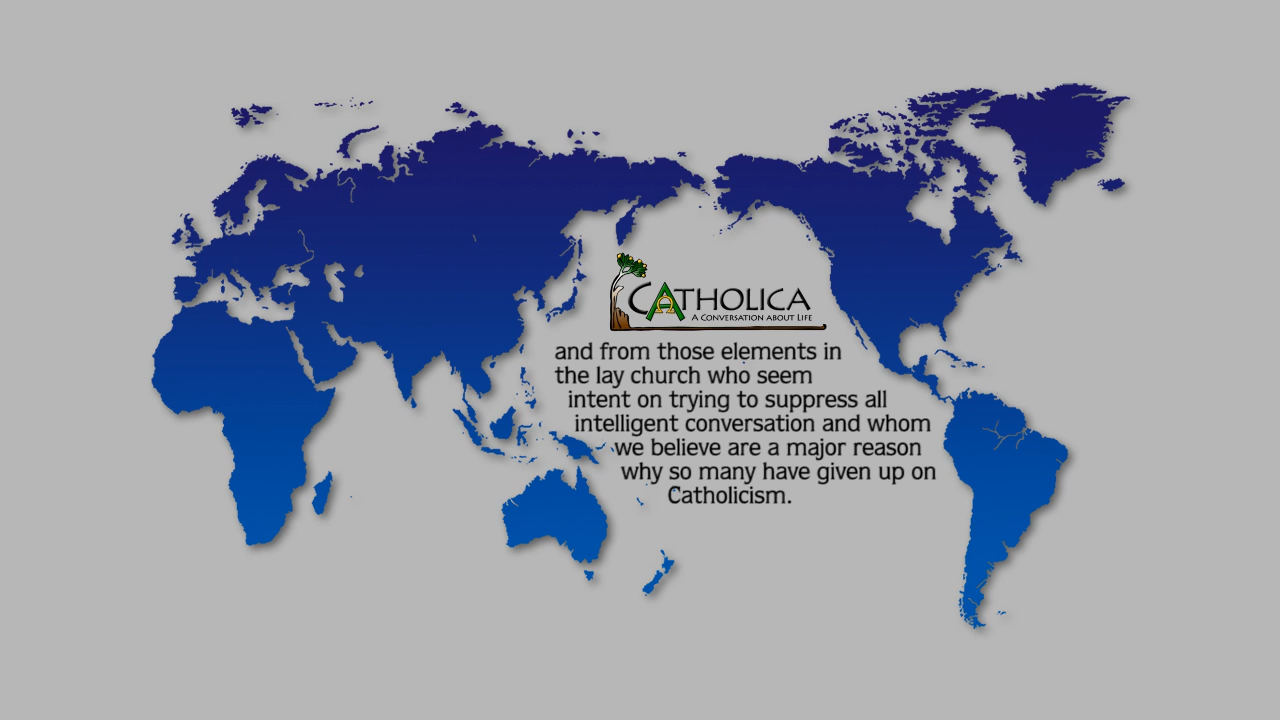 CATHOLICA
A CONVERSATION ABOUT LIFE
and from those elements in
the lay church who seem
intent on trying to suppress all
intelligent conversation and whom
we believe are a major reason
why so many have given up on
Catholicism.